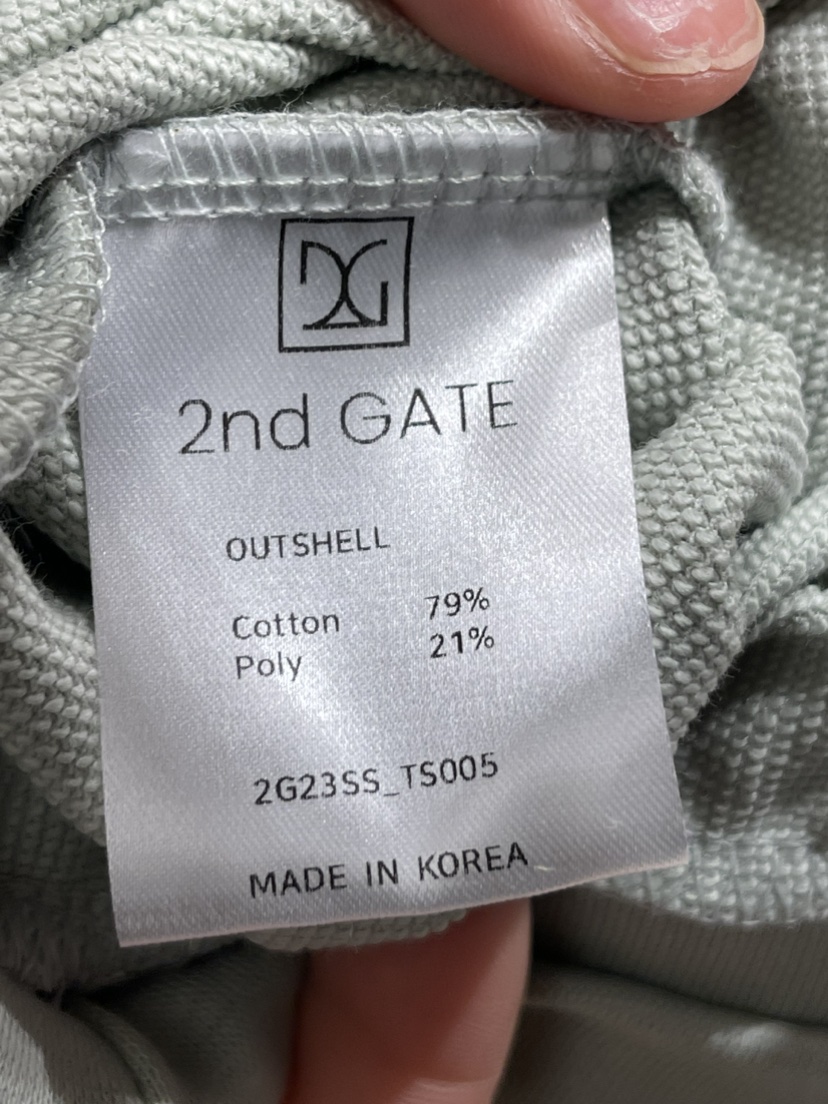 2nd GATE
OUTSHELL
Cotton 79%
Poly 21%
2G23SS_TS005
MADE IN KOREA